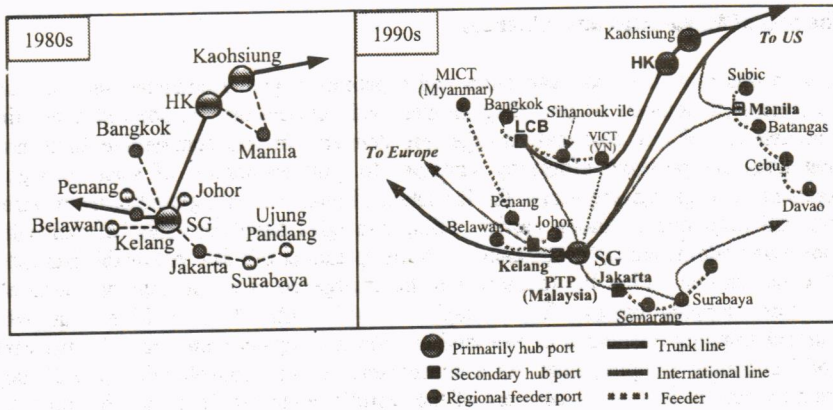 1980s
Kaohsiung
HK
Bangkok
Manila
Penang
Johor
Belawan
SG
Kelang
Ujung
Pandang
Jakarta
Surabaya
1990s
Kaohsiung
To US
HK
MICT
(Myanmar)
Subic
Bangkok
Sihanoukvile
LCB
VICT
(VN)
Manila
Batangas
To Europe
Cebu
Davao
Penang
Belawan
Johor
SG
Kelang
PTP
(Malaysia)
Jakarta
Surabaya
Semarang
Primarily hub port
Trunk line
Secondary hub port
International line
Regional feeder port
Feeder